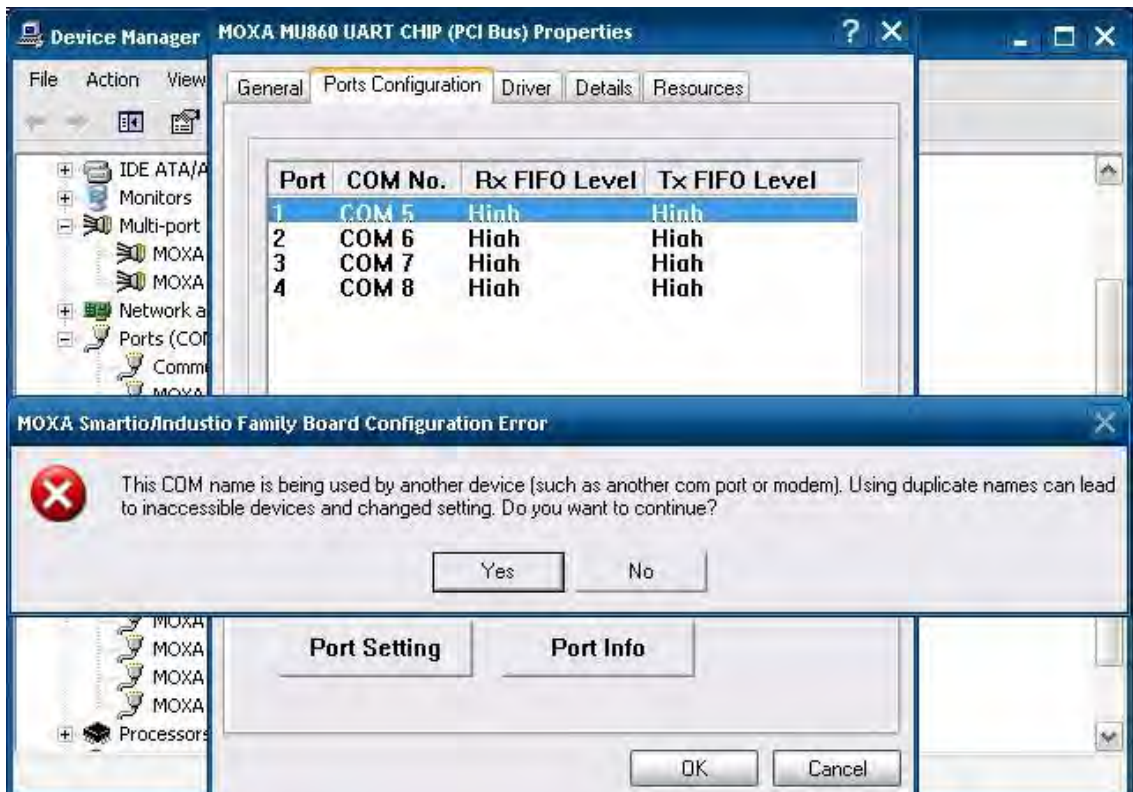 Device Manager
MOXA MU860 UART CHIP (PCI Bus) Properties
File Action View
General Ports Configuration Driver Details Resources
IDE ATA/A
Monitors
Multi-port
MOXA
MOXA
Network a
Ports (COM
Commu
MOXA
Port COM No. Rx FIFO Level Tx FIFO Level
1 COM 5 High High
2 COM 6 High High
3 COM 7 High High
4 COM 8 High High
MOXA Smartio/Industio Family Board Configuration Error
This COM name is being used by another device (such as another com port or modem). Using duplicate names can lead
to inaccessible devices and changed setting. Do you want to continue?
Yes No
MOXA
MOXA
MOXA
MOXA
Processors
Port Setting Port Info
OK Cancel